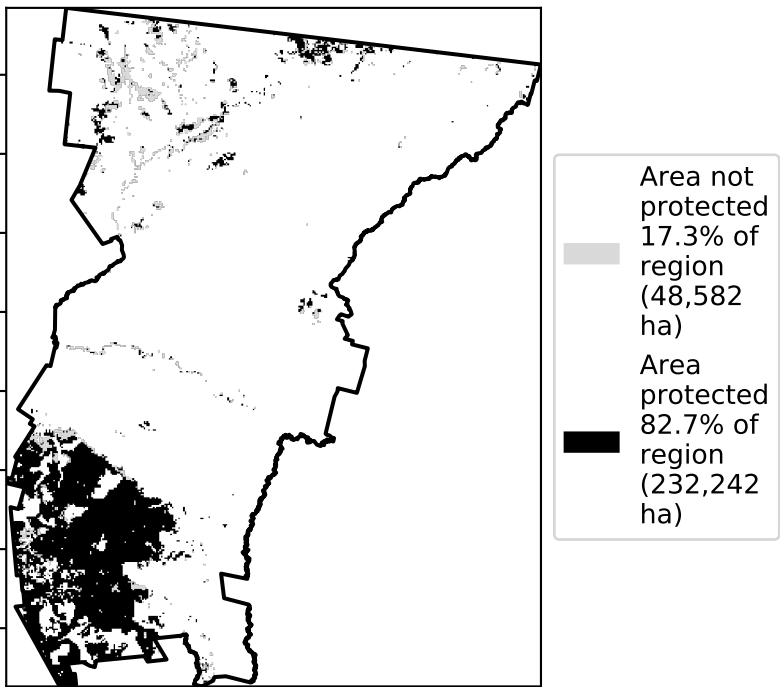 Area not
protected
17.3% of
region
(48,582
ha)
Area
protected
82.7% of
region
(232,242
ha)